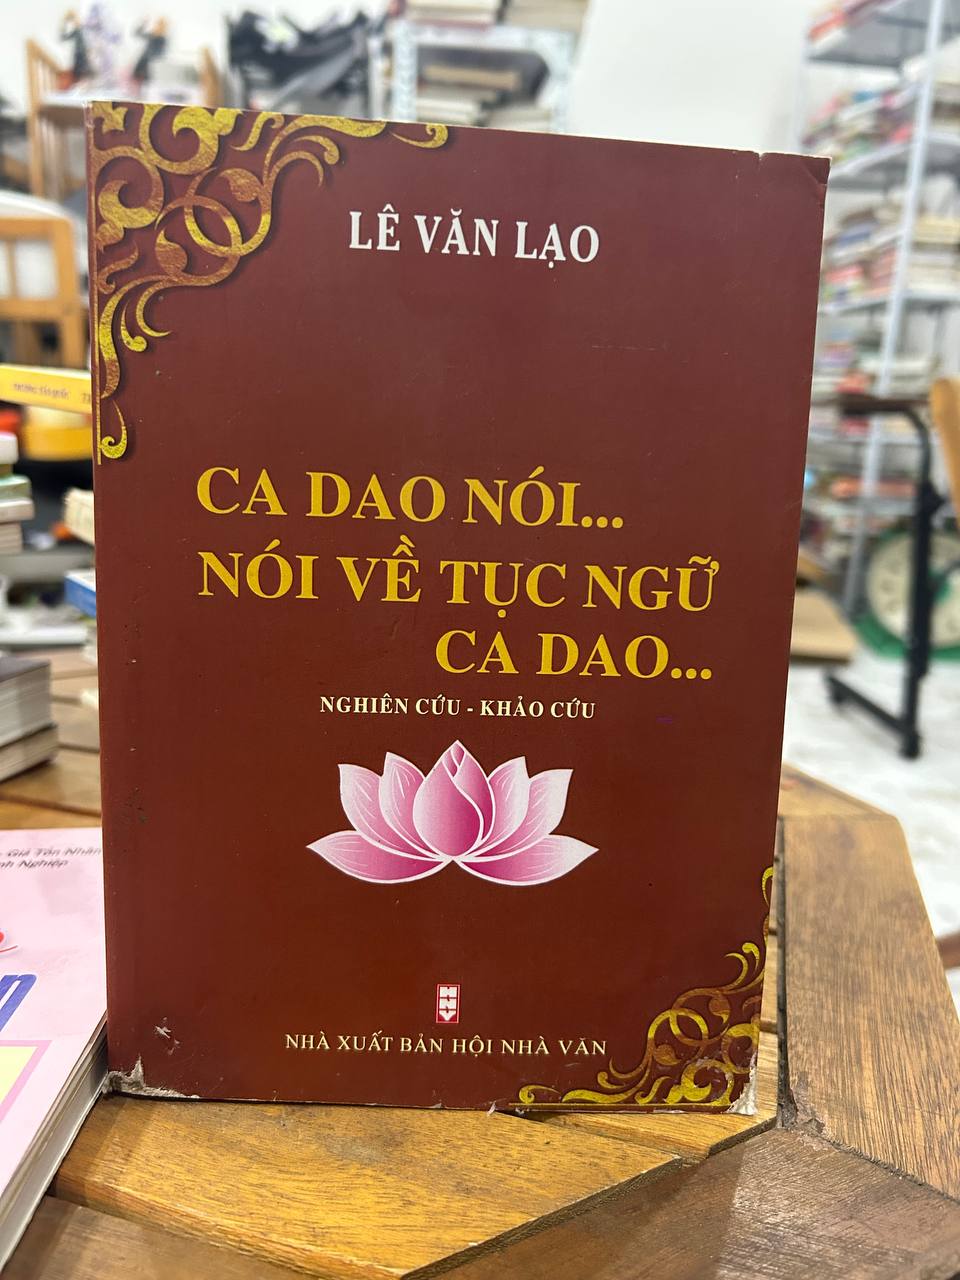 LÊ VĂN LẠO
CA DAO NÓI...
NÓI VỀ TỤC NGỮ
CA DAO...
NGHIÊN CỨU - KHẢO CỨU
NHÀ XUẤT BẢN HỘI NHÀ VĂN